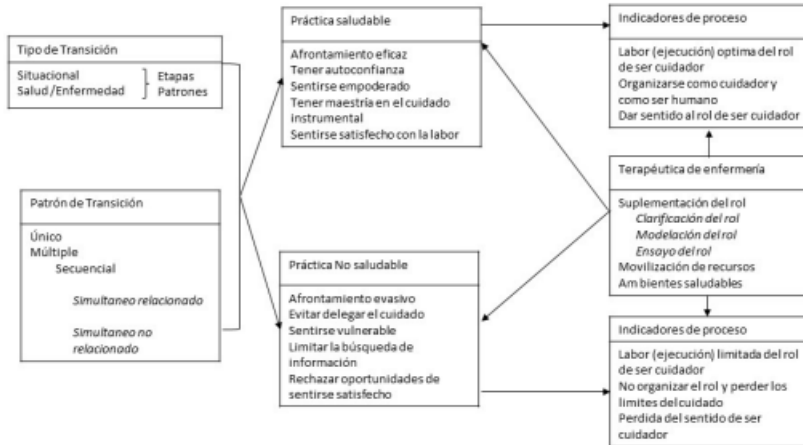 Tipo de Transición
Situacional
Salud/Enfermedad
Etapas
Patrones
Patrón de Transición
Único
Múltiple
Secuencial
Simultaneo relacionado
Simultaneo no
relacionado
Práctica saludable
Afrontamiento eficaz
Tener autoconfianza
Sentirse empoderado
Tener maestría en el cuidado
instrumental
Sentirse satisfecho con la labor
Práctica No saludable
Afrontamiento evasivo
Evitar delegar el cuidado
Sentirse vulnerable
Limitar la búsqueda de
información
Rechazar oportunidades de
sentirse satisfecho
Indicadores de proceso
Labor (ejecución) optima del rol
de ser cuidador
Organizarse como cuidador y
como ser humano
Dar sentido al rol de ser cuidador
Terapéutica de enfermería
Suplementación del rol
Clarificación del rol
Modelación del rol
Ensayo del rol
Movilización de recursos
Ambientes saludables
Indicadores de proceso
Labor (ejecución) limitada del rol
de ser cuidador
No organizar el rol y perder los
limites del cuidado
Perdida del sentido de ser
cuidador